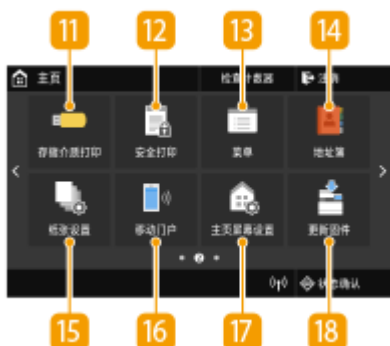 11 12 13 14
主页 检查计数器 注销
存储介质打印 安全打印 菜单 地址簿
纸张设置 移动门户 主页屏幕设置 更新固件
2
状态确认
15 16 17 18